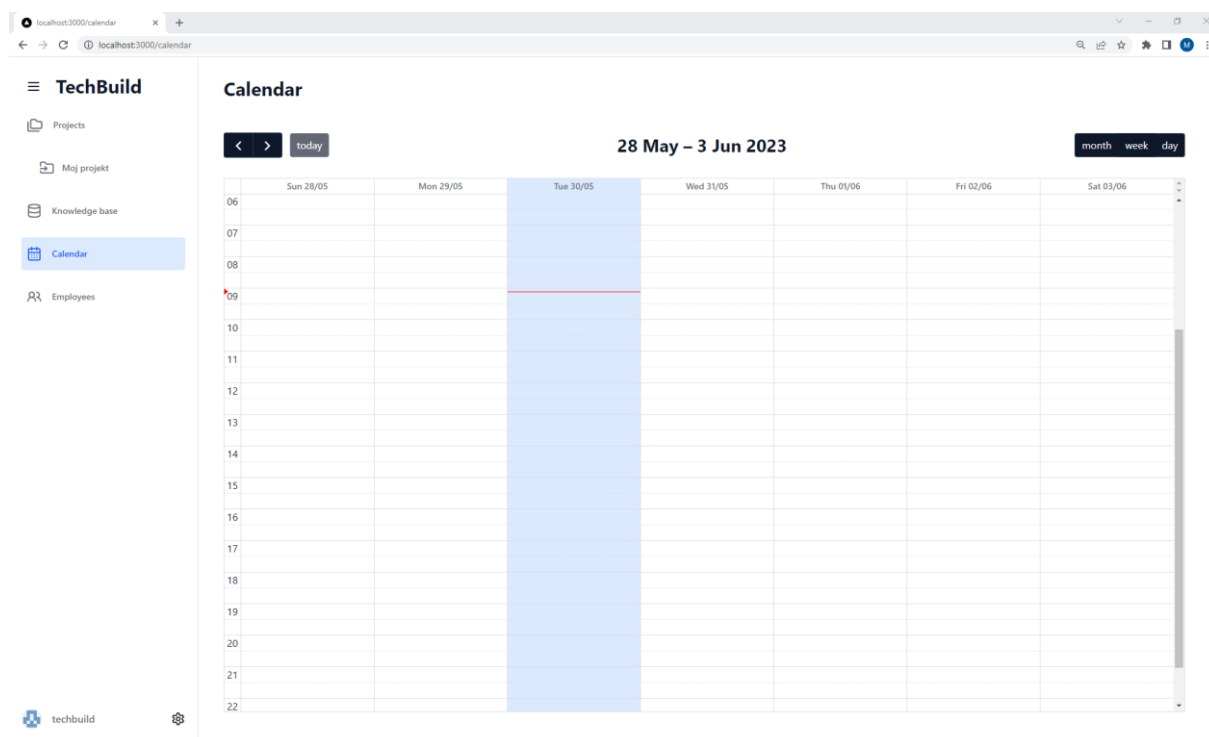 localhost:3000/calendar
localhost:3000/calendar
M
TechBuild
Projects
Moj projekt
Knowledge base
Calendar
Employees
techbuild
Calendar
today
28 May – 3 Jun 2023
month week day
Sun 28/05 Mon 29/05 Tue 30/05 Wed 31/05 Thu 01/06 Fri 02/06 Sat 03/06
06
07
08
09
10
11
12
13
14
15
16
17
18
19
20
21
22